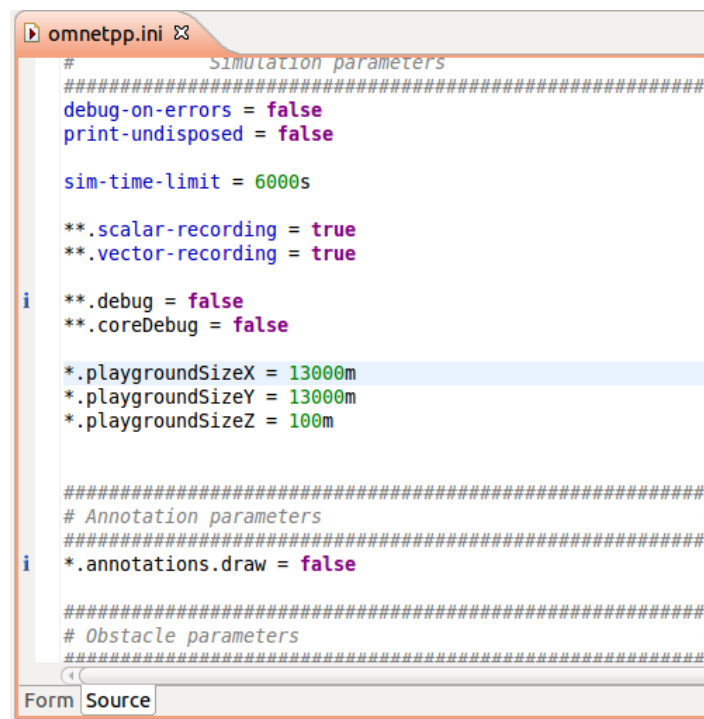 omnetpp.ini
# Simulation parameters
##########################################################
debug-on-errors = false
print-undisposed = false
sim-time-limit = 6000s
**.scalar-recording = true
**.vector-recording = true
i **.debug = false
**.coreDebug = false
*.playgroundSizeX = 13000m
*.playgroundSizeY = 13000m
*.playgroundSizeZ = 100m
##########################################################
# Annotation parameters
##########################################################
i *.annotations.draw = false
##########################################################
# Obstacle parameters
##########################################################
Form Source